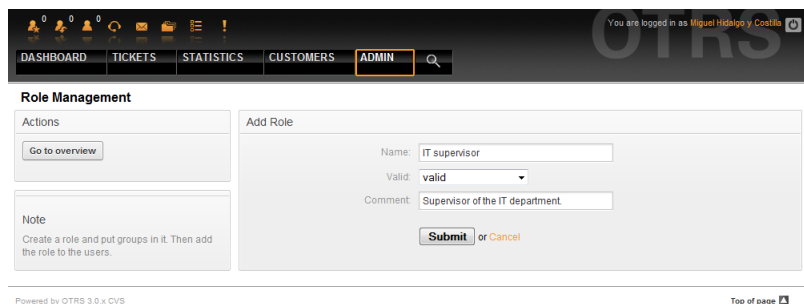 0 0 0
You are logged in as Miguel Hidalgo y Costilla
OTRS
DASHBOARD TICKETS STATISTICS CUSTOMERS ADMIN
Role Management
Actions
Go to overview
Note
Create a role and put groups in it. Then add
the role to the users.
Add Role
Name: IT supervisor
Valid: valid
Comment: Supervisor of the IT department.
Submit or Cancel
Powered by OTRS 3.0.x CVS
Top of page